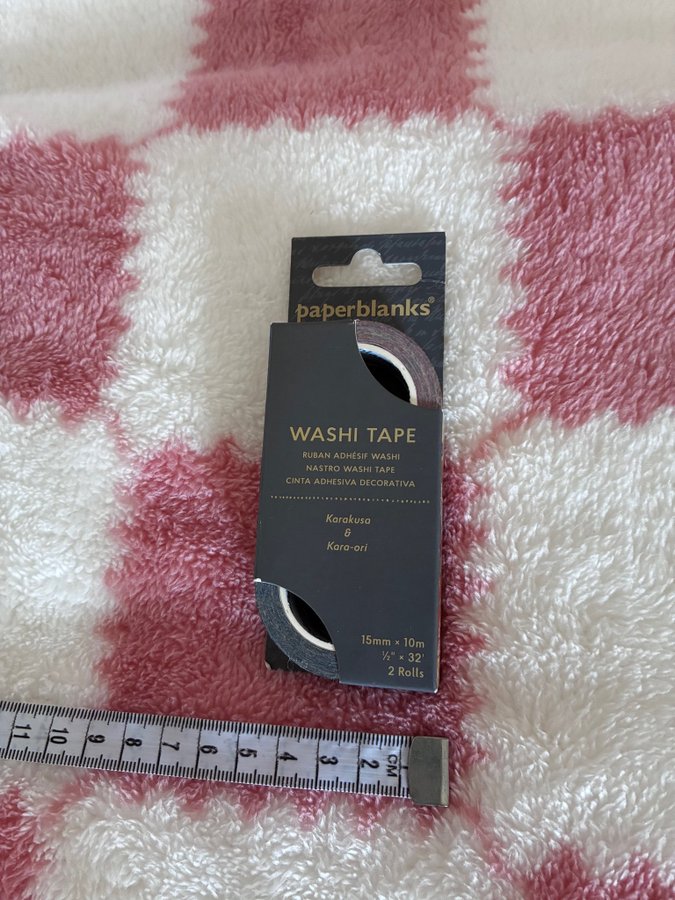 paperblanks®
WASHI TAPE
RUBAN ADHÉSIF WASHI
NASTRO WASHI TAPE
CINTA ADHESIVA DECORATIVA
Karakusa
&
Kara-ori
15mm × 10m
½" × 32'
2 Rolls
11 10 9 8 7 6 5 4 3 2 CM